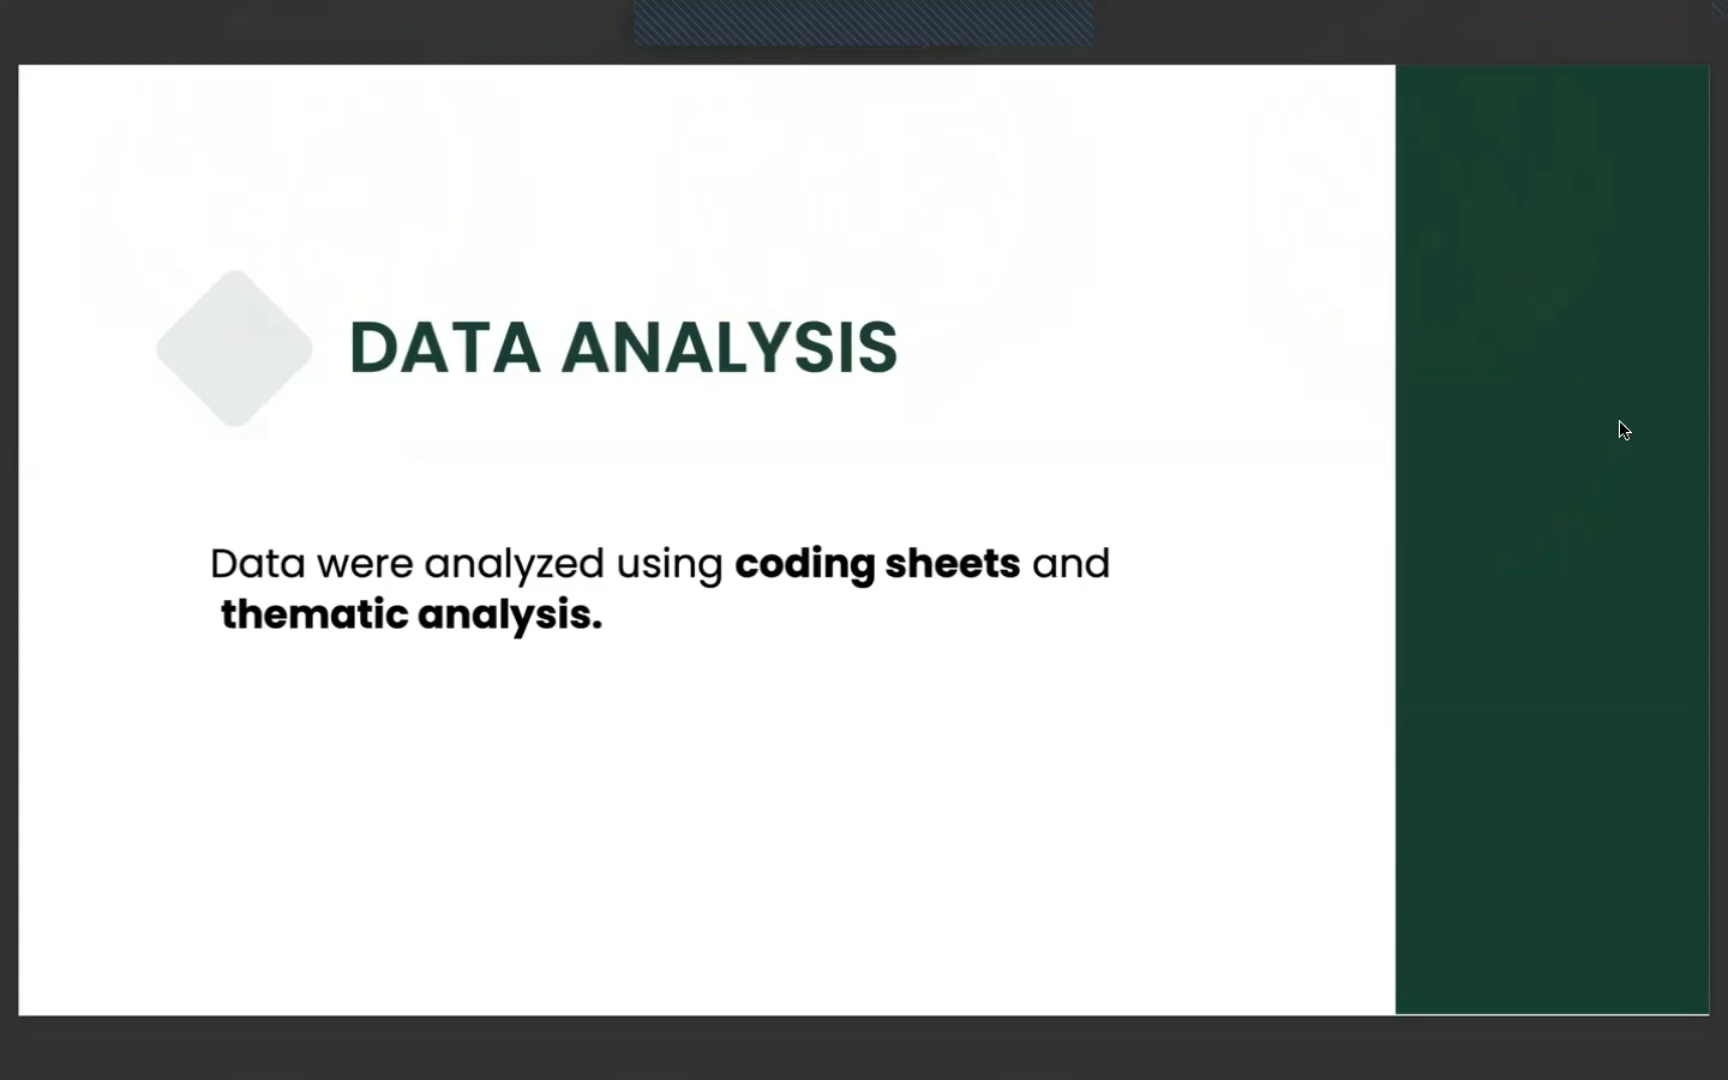 DATA ANALYSIS
Data were analyzed using coding sheets and
thematic analysis.